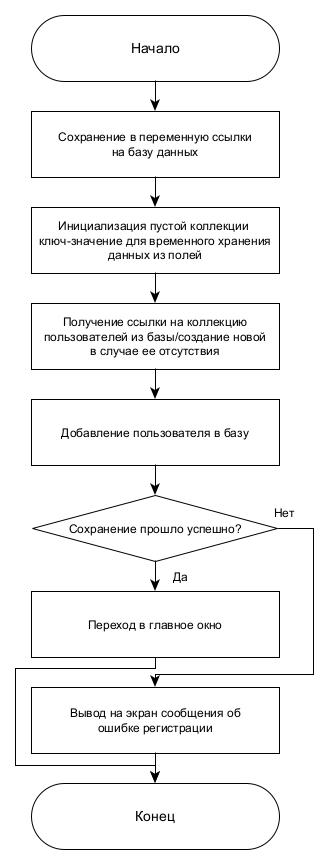 Начало
Сохранение в переменную ссылки
на базу данных
Инициализация пустой коллекции
ключ-значение для временного хранения
данных из полей
Получение ссылки на коллекцию
пользователей из базы/создание новой
в случае ее отсутствия
Добавление пользователя в базу
Сохранение прошло успешно?
Нет
Да
Переход в главное окно
Вывод на экран сообщения об
ошибке регистрации
Конец